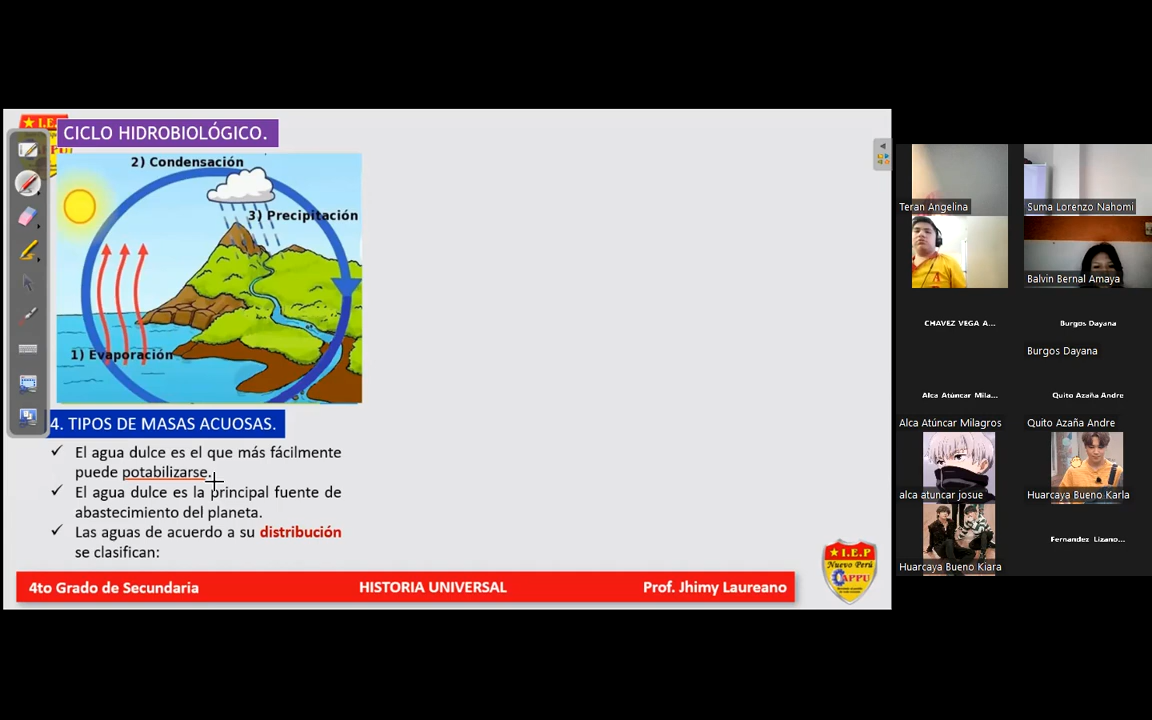 I.E.
CICLO HIDROBIOLÓGICO.
2) Condensación
3) Precipitación
1) Evaporación
4. TIPOS DE MASAS ACUOSAS.
✓ El agua dulce es el que más fácilmente
puede potabilizarse.
✓ El agua dulce es la principal fuente de
abastecimiento del planeta.
✓ Las aguas de acuerdo a su distribución
se clasifican:
4to Grado de Secundaria
HISTORIA UNIVERSAL
Prof. Jhimy Laureano
I.E.P
Nuevo Perú
APPU
Teran Angelina
Suma Lorenzo Nahomi
Balvin Bernal Amaya
CHAVEZ VEGA A...
Burgos Dayana
Burgos Dayana
Alca Atúncar Mila...
Quito Azaña Andre
Alca Atúncar Milagros
Quito Azaña Andre
alca atuncar josue
Huarcaya Bueno Karla
Huarcaya Bueno Kiara
Fernandez Lizano...